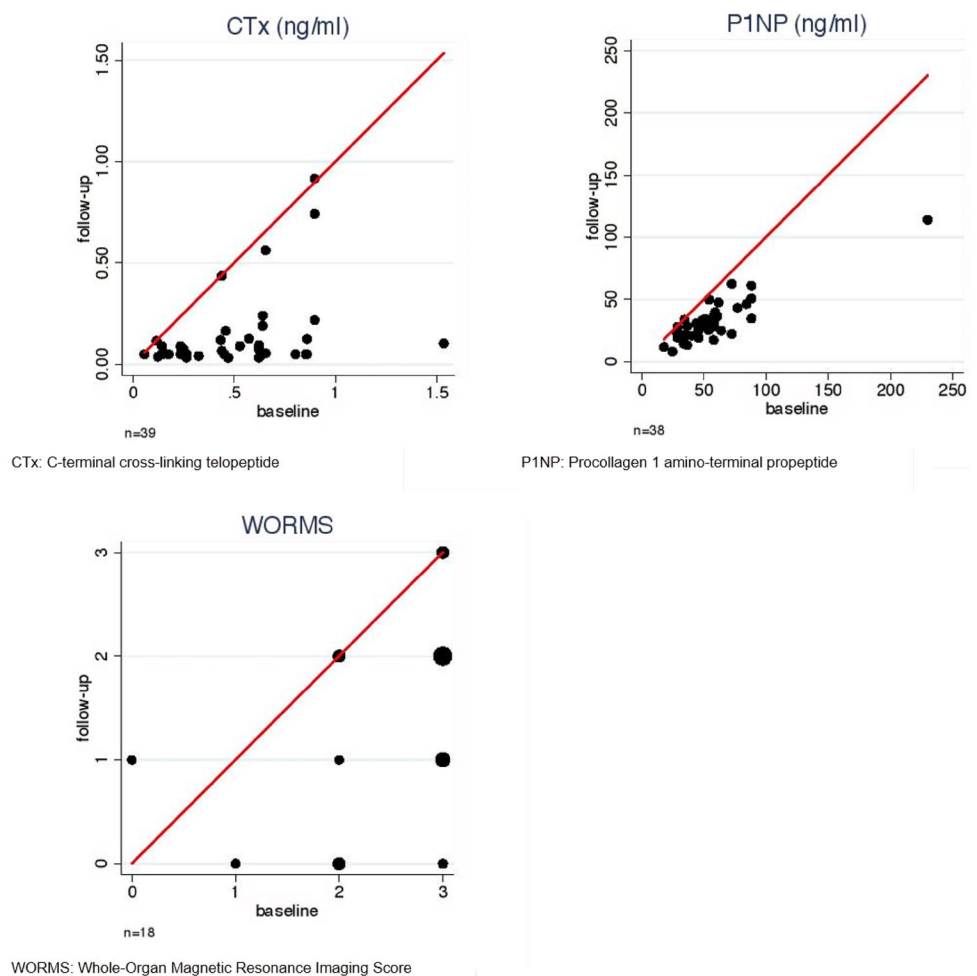 CTx (ng/ml)
1.50
1.00
0.50
0.00
follow-up
0 .5 1 1.5
baseline
n=39
CTx: C-terminal cross-linking telopeptide
P1NP (ng/ml)
250
200
150
100
50
0
follow-up
0 50 100 150 200 250
baseline
n=38
P1NP: Procollagen 1 amino-terminal propeptide
WORMS
3
2
1
0
follow-up
0 1 2 3
baseline
n=18
WORMS: Whole-Organ Magnetic Resonance Imaging Score